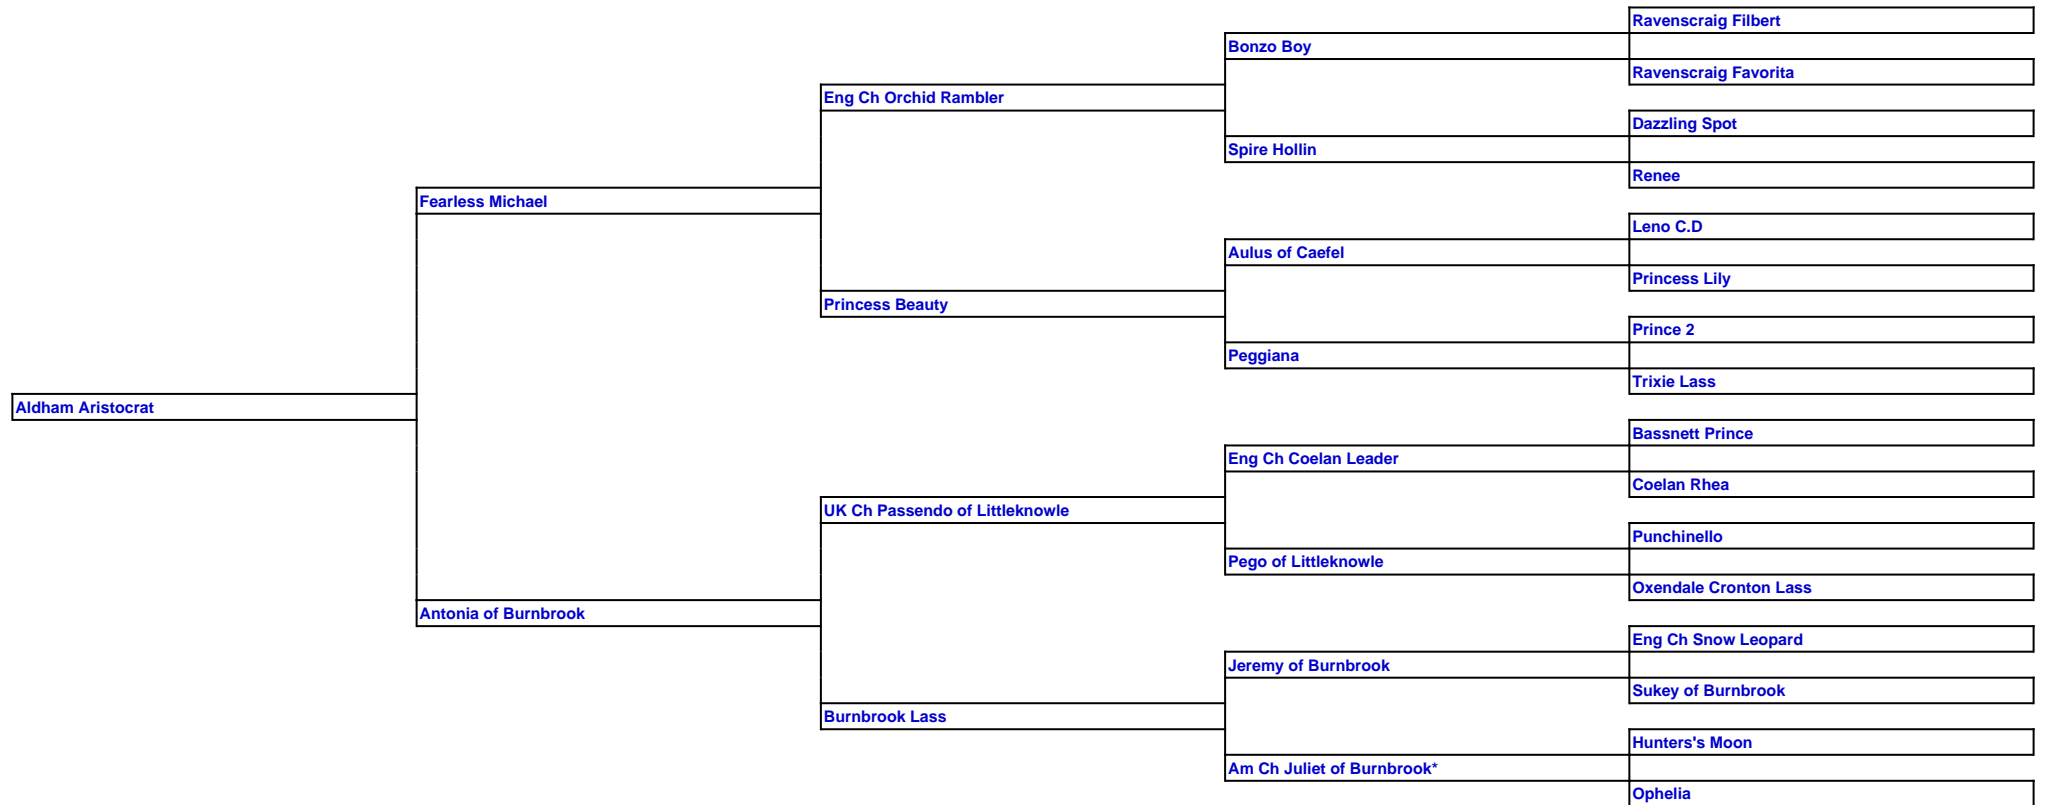 Ravenscraig Filbert
Bonzo Boy
Ravenscraig Favorita
Eng Ch Orchid Rambler
Dazzling Spot
Spire Hollin
Renee
Fearless Michael
Leno C.D
Aulus of Caefel
Princess Lily
Princess Beauty
Prince 2
Peggiana
Trixie Lass
Aldham Aristocrat
Bassnett Prince
Eng Ch Coelan Leader
Coelan Rhea
UK Ch Passendo of Littleknowle
Punchinello
Pego of Littleknowle
Oxendale Cronton Lass
Antonia of Burnbrook
Eng Ch Snow Leopard
Jeremy of Burnbrook
Sukey of Burnbrook
Burnbrook Lass
Hunters's Moon
Am Ch Juliet of Burnbrook*
Ophelia